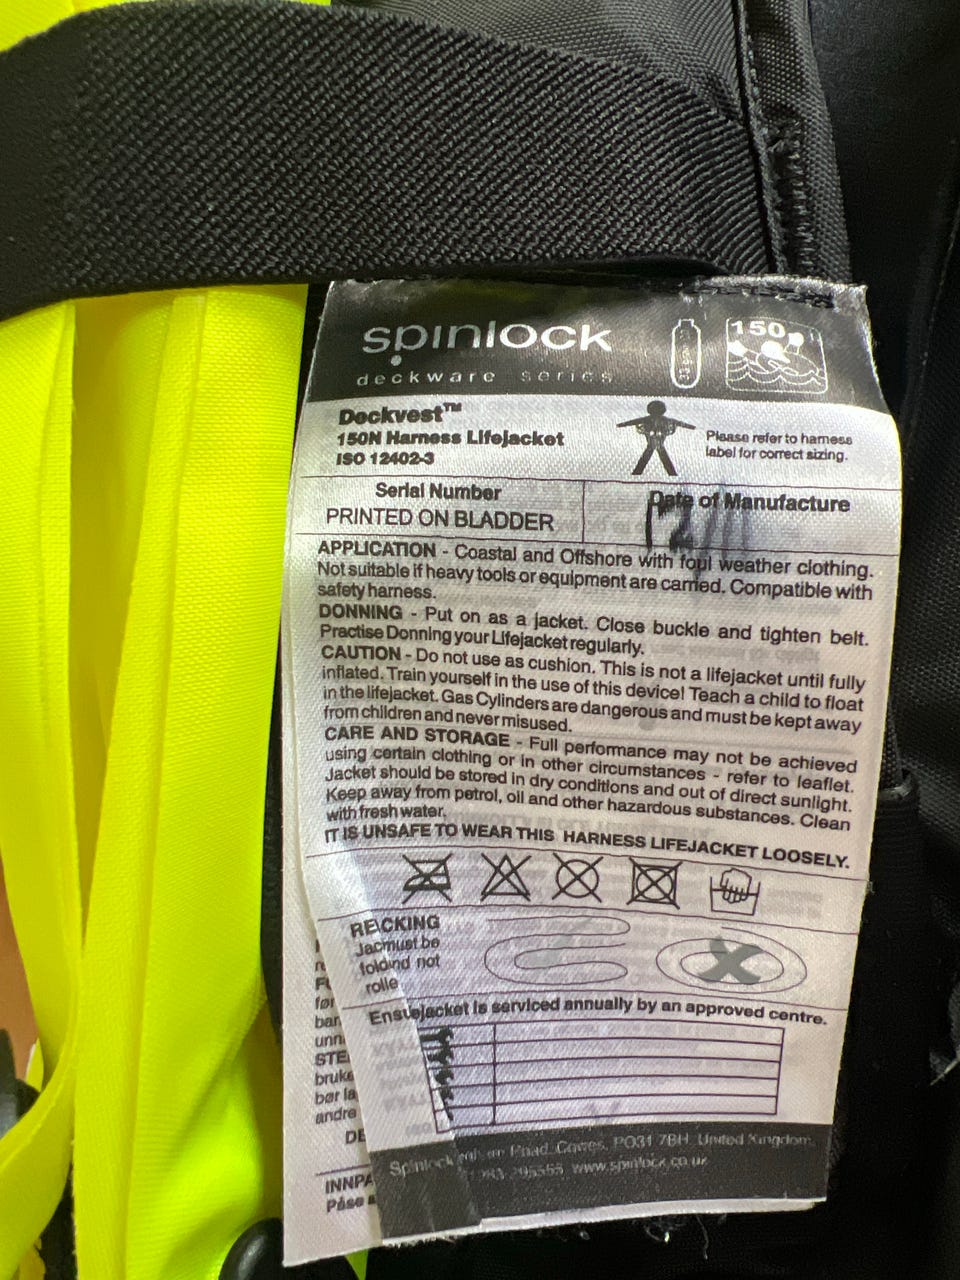 spinlock
deckware series
150
Deckvest™
150N Harness Lifejacket
ISO 12402-3
Please refer to harness
label for correct sizing.
Serial Number
PRINTED ON BLADDER
Date of Manufacture
12/11
APPLICATION - Coastal and Offshore with foul weather clothing.
Not suitable if heavy tools or equipment are carried. Compatible with
safety harness.
DONNING - Put on as a jacket. Close buckle and tighten belt.
Practise Donning your Lifejacket regularly.
CAUTION - Do not use as cushion. This is not a lifejacket until fully
inflated. Train yourself in the use of this device! Teach a child to float
in the lifejacket. Gas Cylinders are dangerous and must be kept away
from children and never misused.
CARE AND STORAGE - Full performance may not be achieved
using certain clothing or in other circumstances - refer to leaflet.
Jacket should be stored in dry conditions and out of direct sunlight.
Keep away from petrol, oil and other hazardous substances. Clean
with fresh water.
IT IS UNSAFE TO WEAR THIS HARNESS LIFEJACKET LOOSELY.
must be
not
jacket is serviced annually by an approved centre.
Spinlock Cowes, PO31 7BH United Kingdom
295555 www.spinlock.co.uk
STE
bruke
bør la
andre
DE
INNPA
Påse